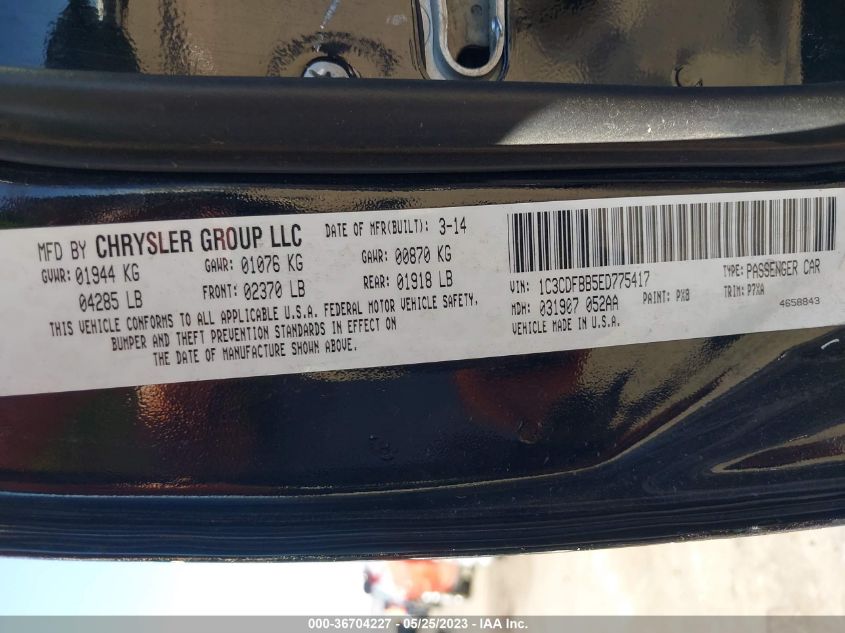 MFD BY CHRYSLER GROUP LLC
DATE OF MFR(BUILT): 3-14
GVWR: 01944 KG
GAWR: 01076 KG
GAWR: 00870 KG
04285 LB
FRONT: 02370 LB
REAR: 01918 LB
THIS VEHICLE CONFORMS TO ALL APPLICABLE U.S.A. FEDERAL MOTOR VEHICLE SAFETY,
BUMPER AND THEFT PREVENTION STANDARDS IN EFFECT ON
THE DATE OF MANUFACTURE SHOWN ABOVE.
VIN: 1C3CDFBB5ED775417
TYPE: PASSENGER CAR
MDH: 031907 052AA
PAINT: PXB
TRIM: P7XA
VEHICLE MADE IN U.S.A.
4658843
000-36704227 - 05/25/2023 - IAA Inc.